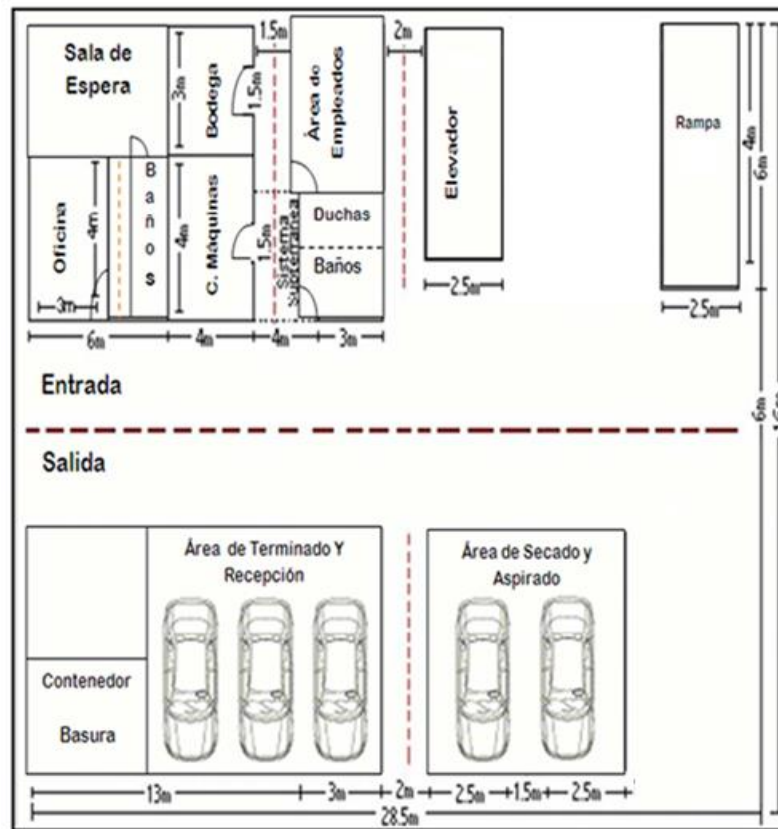 1.5m
2m
Sala de
Espera
3m
Bodega
1.5m
Área de
Empleados
Elevador
Rampa
4m
6m
Oficina
4m
3m
Baños
4m
C. Máquinas
1.5m
Sistema
Subterranea
Duchas
Baños
2.5m
2.5m
6m
4m
4m
3m
Entrada
6m
Salida
Área de Terminado Y
Recepción
Área de Secado y
Aspirado
Contenedor
Basura
13m
3m
2m
2.5m
1.5m
2.5m
28.5m